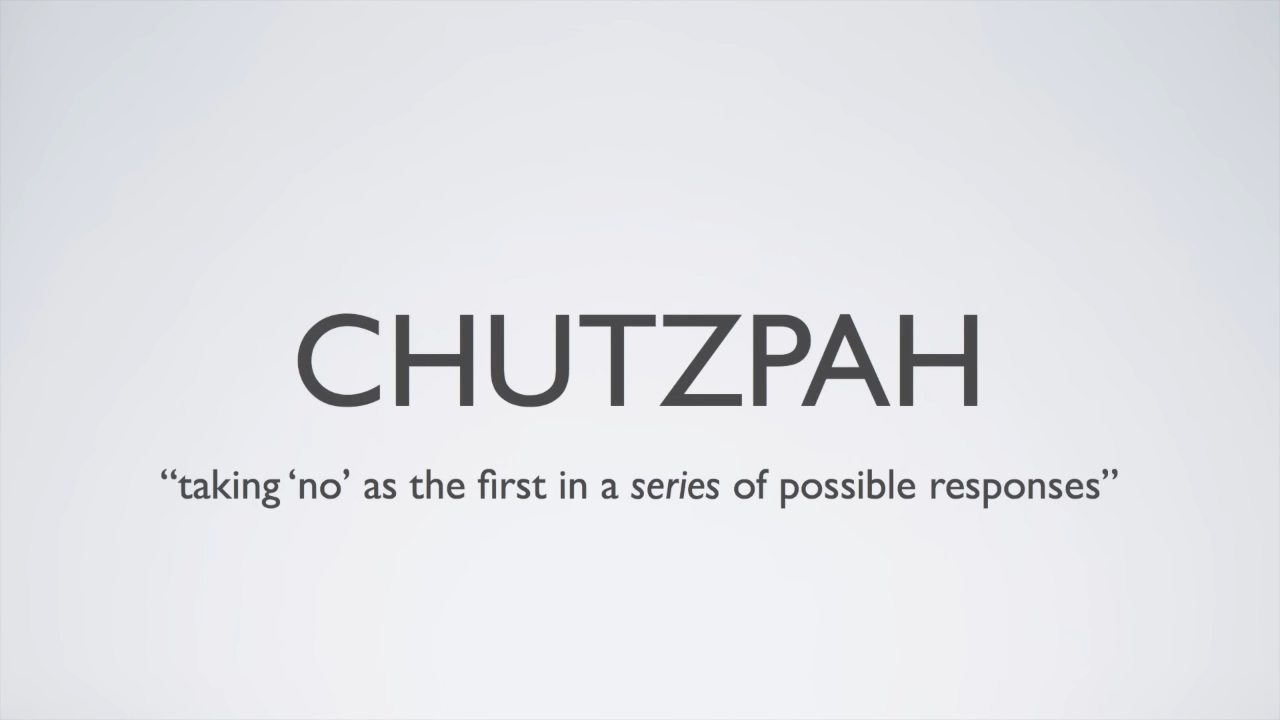 CHUTZPAH
“taking ‘no’ as the first in a series of possible responses”